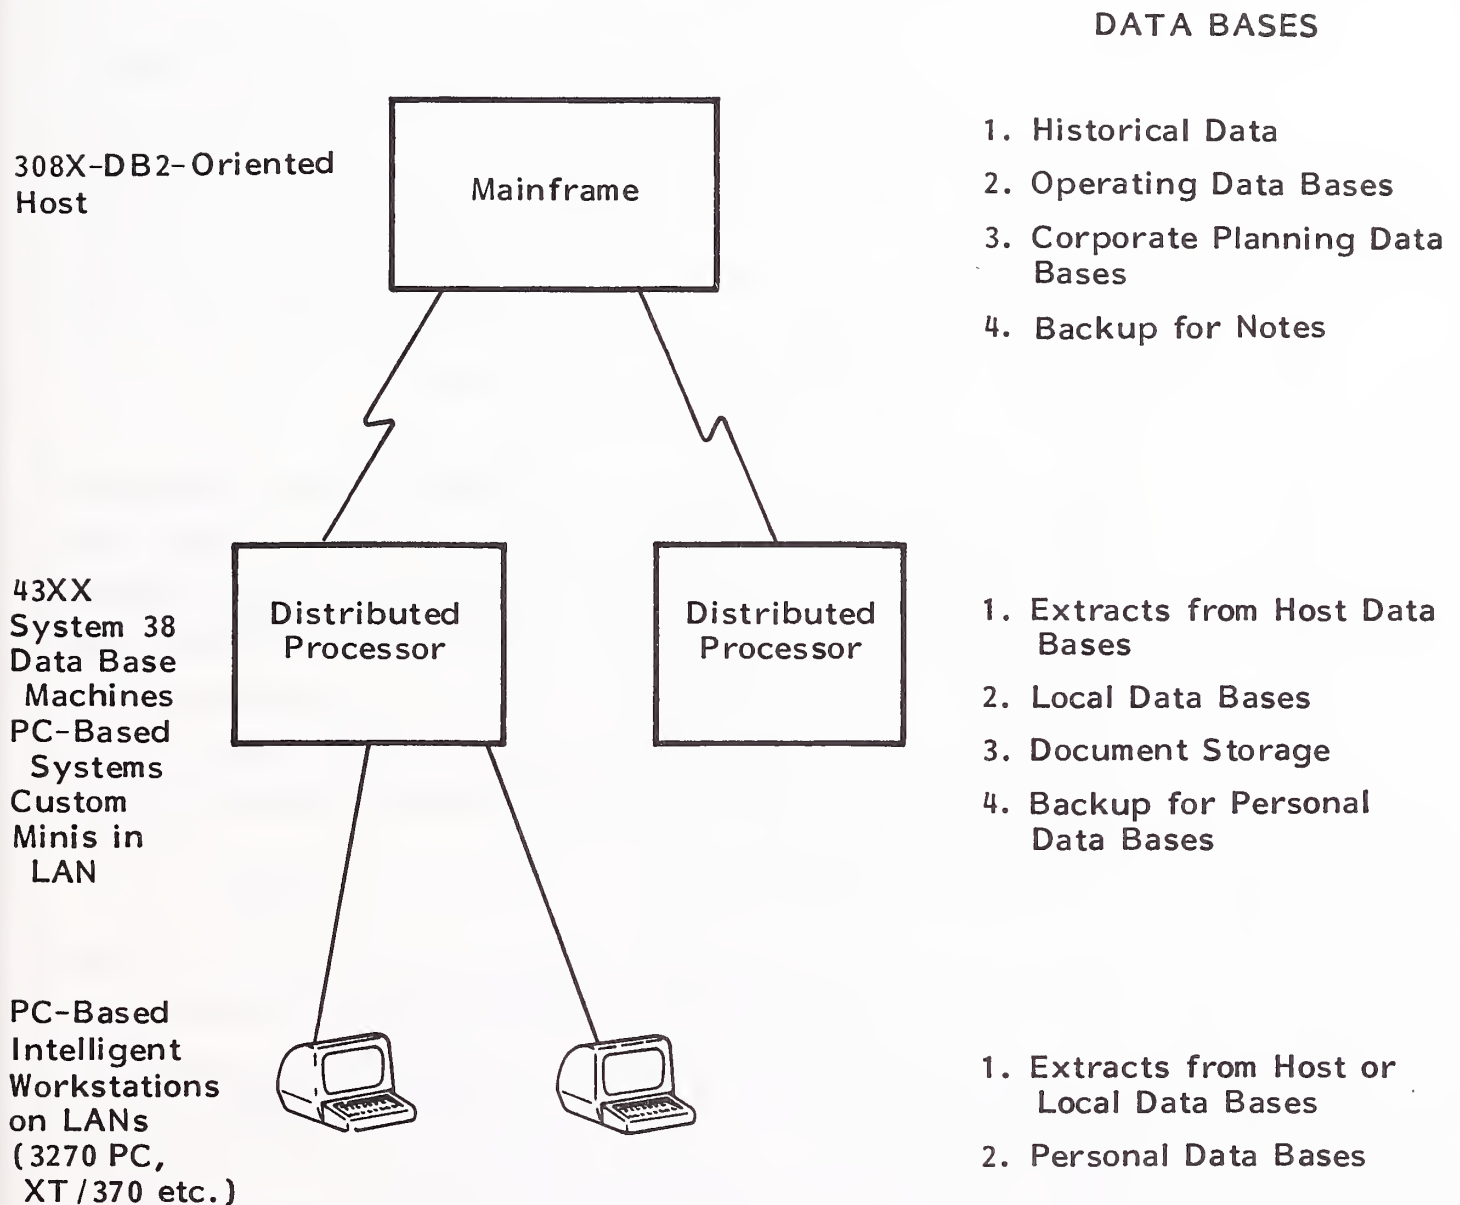 DATA BASES
308X-DB2-Oriented
Host
Mainframe
1. Historical Data
2. Operating Data Bases
3. Corporate Planning Data
Bases
4. Backup for Notes
43XX
System 38
Data Base
Machines
PC-Based
Systems
Custom
Minis in
LAN
Distributed
Processor
Distributed
Processor
1. Extracts from Host Data
Bases
2. Local Data Bases
3. Document Storage
4. Backup for Personal
Data Bases
PC-Based
Intelligent
Workstations
on LANs
(3270 PC,
XT/370 etc.)
1. Extracts from Host or
Local Data Bases
2. Personal Data Bases